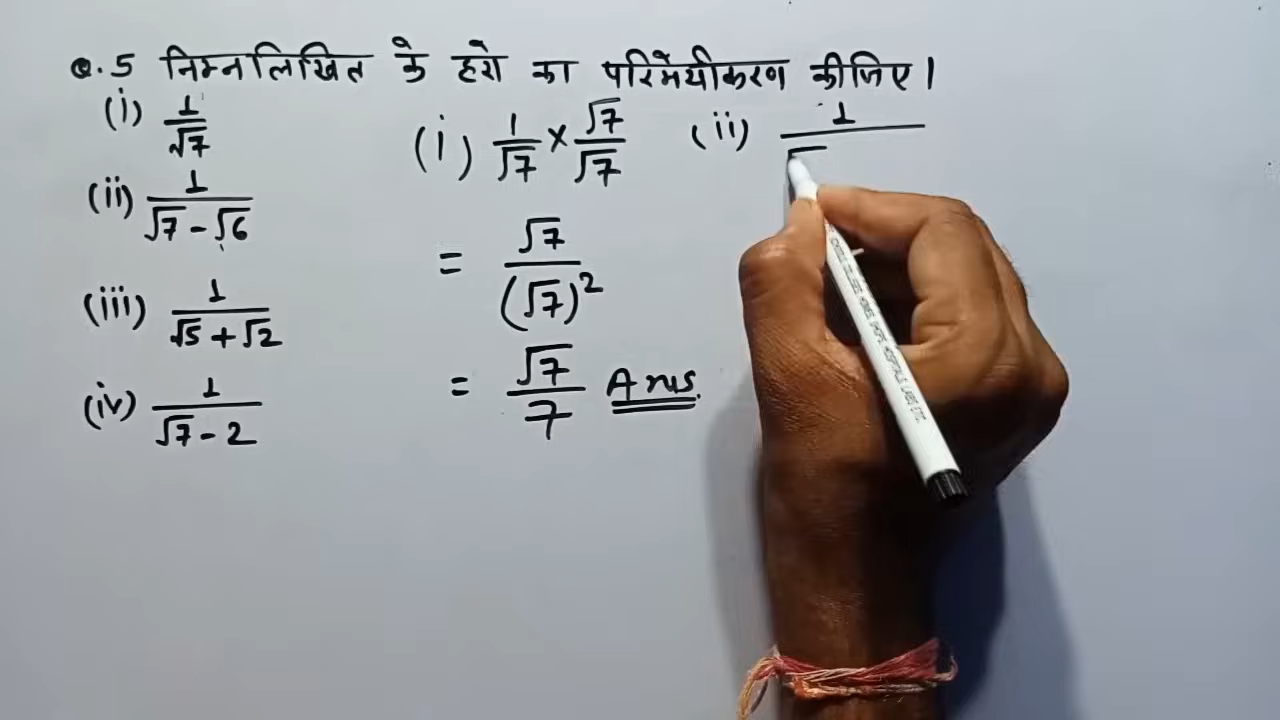 Q.5 निम्नलिखित के हरो का परिमेयीकरण कीजिए।
(i) 1/√7
(ii) 1/(√7 - √6)
(iii) 1/(√5 + √2)
(iv) 1/(√7 - 2)
(i) 1/√7 × √7/√7
= √7/(√7)²
= √7/7 Ans.
(ii) 1/√